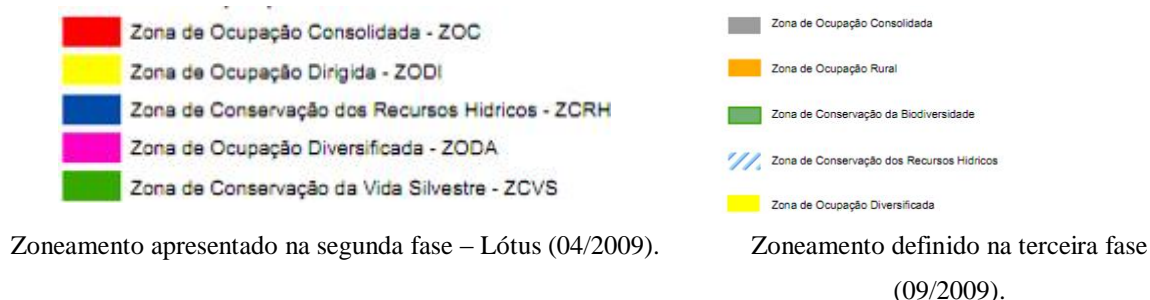 Zona de Ocupação Consolidada - ZOC
Zona de Ocupação Dirigida - ZODI
Zona de Conservação dos Recursos Hidricos - ZCRH
Zona de Ocupação Diversificada - ZODA
Zona de Conservação da Vida Silvestre - ZCVS
Zoneamento apresentado na segunda fase – Lótus (04/2009).
Zona de Ocupação Consolidada
Zona de Ocupação Rural
Zona de Conservação da Biodiversidade
Zona de Conservação dos Recursos Hidricos
Zona de Ocupação Diversificada
Zoneamento definido na terceira fase
(09/2009).